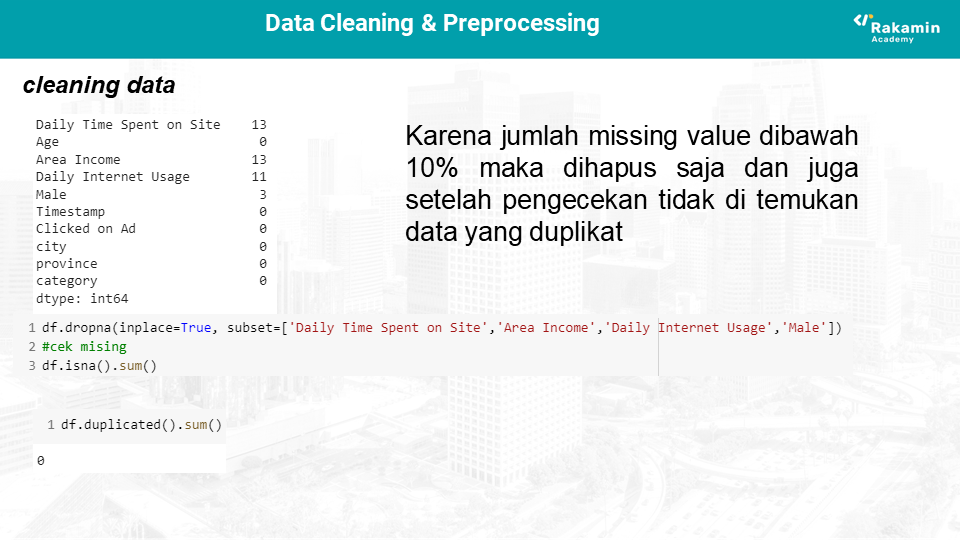 Data Cleaning & Preprocessing
Rakamin
Academy
cleaning data
Daily Time Spent on Site 13
Age 0
Area Income 13
Daily Internet Usage 11
Male 3
Timestamp 0
Clicked on Ad 0
city 0
province 0
category 0
dtype: int64
Karena jumlah missing value dibawah
10% maka dihapus saja dan juga
setelah pengecekan tidak di temukan
data yang duplikat
1 df.dropna(inplace=True, subset=['Daily Time Spent on Site','Area Income','Daily Internet Usage','Male'])
2 #cek mising
3 df.isna().sum()
1 df.duplicated().sum()
0